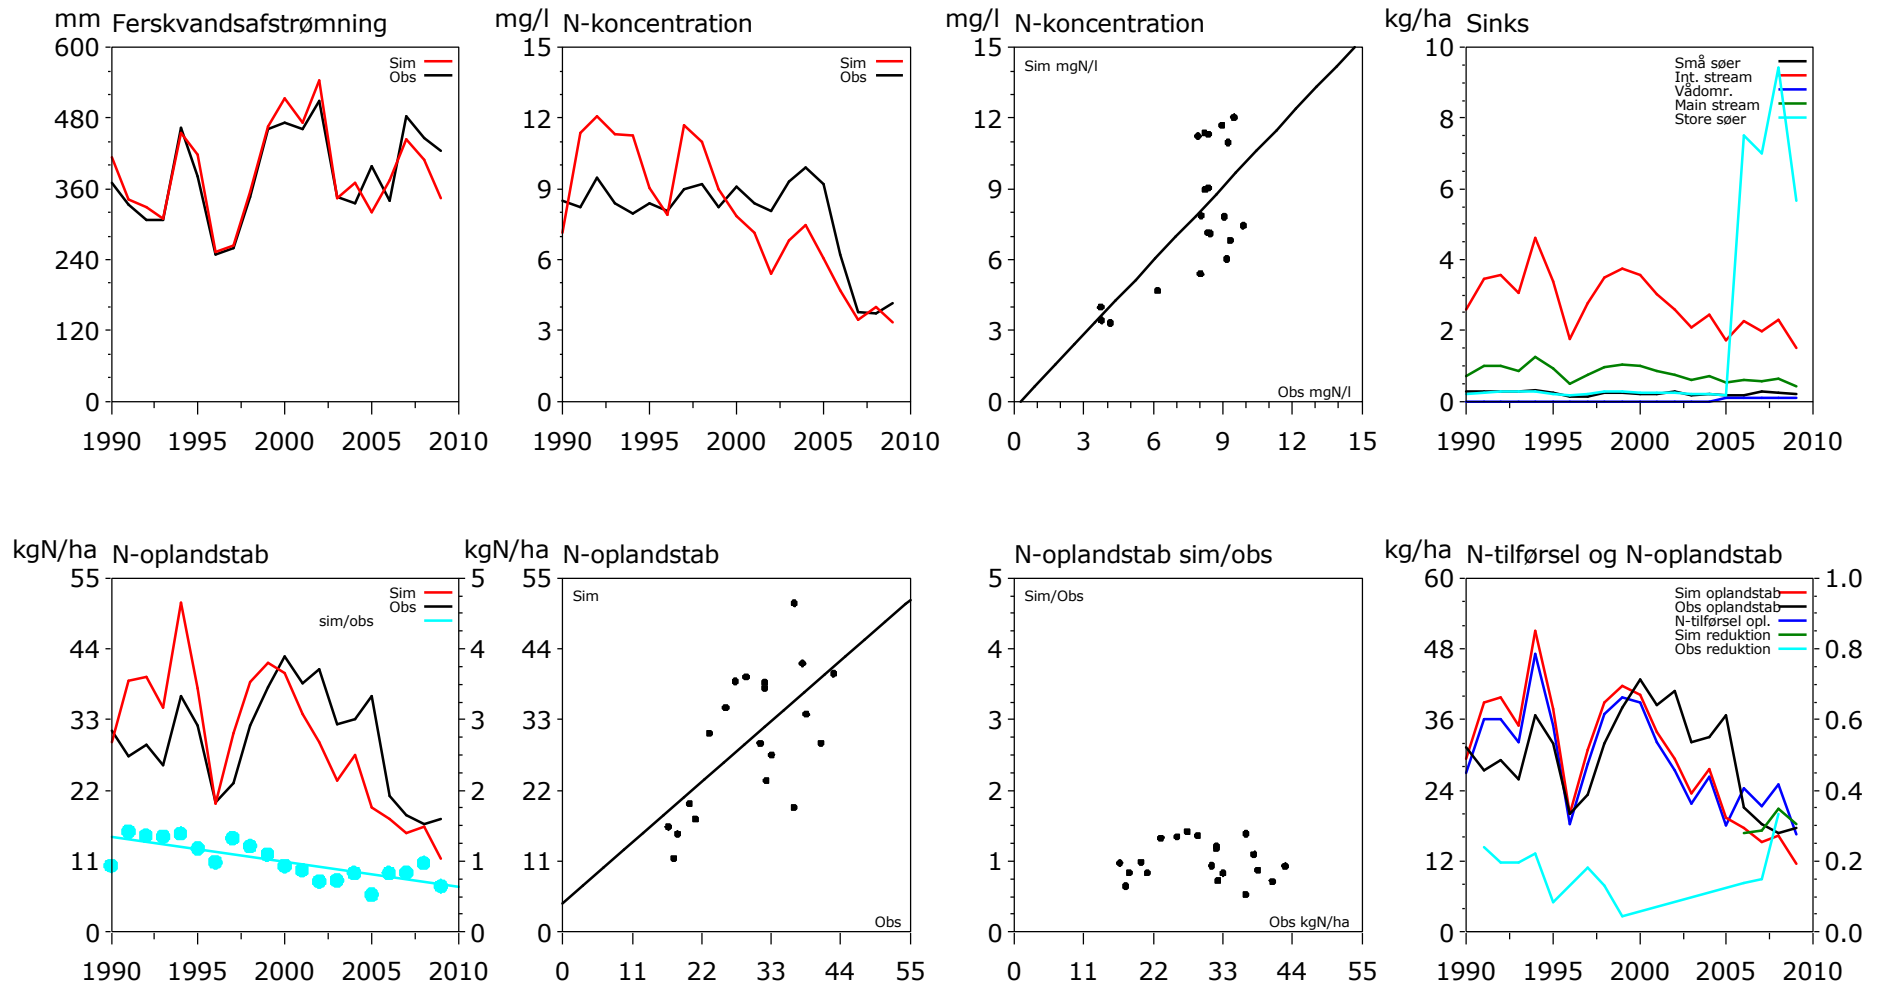 mm Ferskvandsafstrømning
600
480
360
240
120
0
Sim
Obs
1990 1995 2000 2005 2010
mg/l N-koncentration
15
12
9
6
3
0
Sim
Obs
1990 1995 2000 2005 2010
mg/l N-koncentration
15
12
9
6
3
0
Sim mgN/l
Obs mgN/l
0 3 6 9 12 15
kg/ha Sinks
10
8
6
4
2
0
Små søer
Int. stream
Vådomr.
Main stream
Store søer
1990 1995 2000 2005 2010
kgN/ha N-oplandstab
55
44
33
22
11
0
Sim
Obs
sim/obs
5
4
3
2
1
0
1990 1995 2000 2005 2010
kgN/ha N-oplandstab
55
44
33
22
11
0
Sim
Obs
0 11 22 33 44 55
N-oplandstab sim/obs
5
4
3
2
1
0
Sim/Obs
Obs kgN/ha
0 11 22 33 44 55
kg/ha N-tilførsel og N-oplandstab
60
48
36
24
12
0
Sim oplandstab
Obs oplandstab
N-tilførsel opl.
Sim reduktion
Obs reduktion
1.0
0.8
0.6
0.4
0.2
0.0
1990 1995 2000 2005 2010